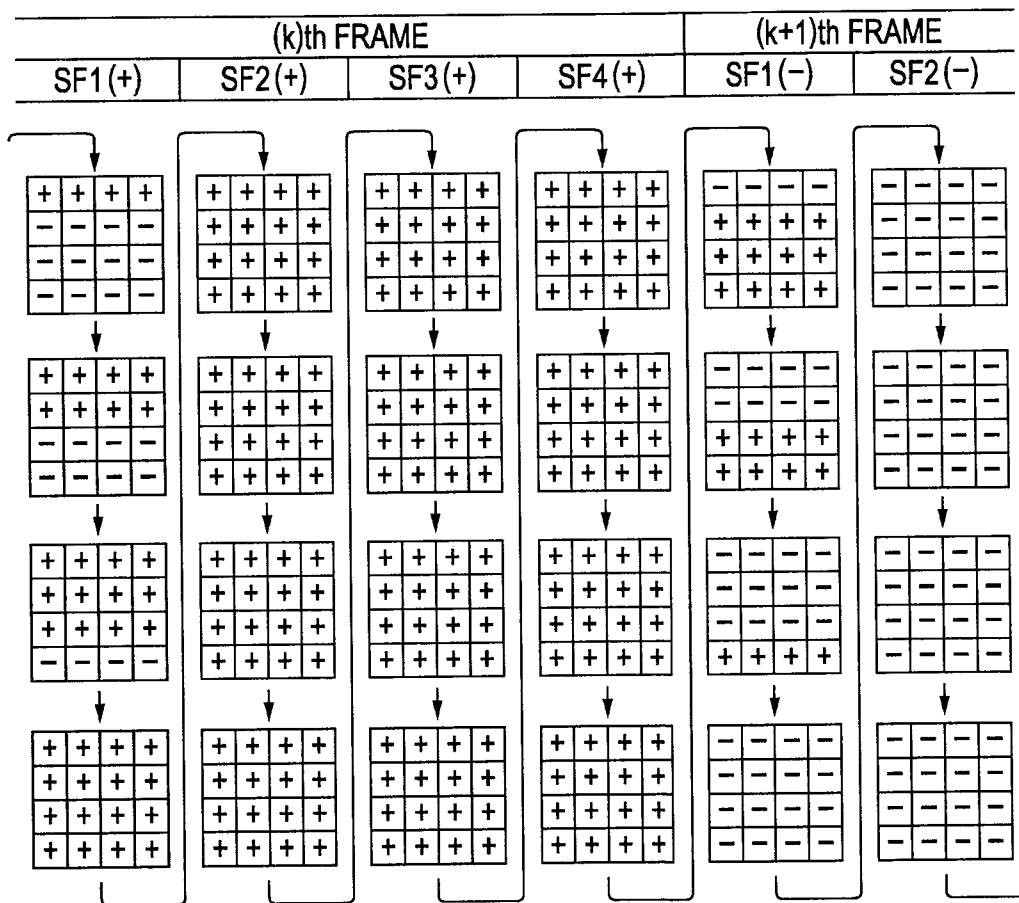 (k)th FRAME (k+1)th FRAME
SF1(+) SF2(+) SF3(+) SF4(+) SF1(−) SF2(−)
+ + + + + + + + + + + + + + + + − − − − − − − −
− − − − + + + + + + + + + + + + + + + + − − − −
− − − − + + + + + + + + + + + + + + + + − − − −
− − − − + + + + + + + + + + + + + + + + − − − −
+ + + + + + + + + + + + + + + + − − − − − − − −
+ + + + + + + + + + + + + + + + − − − − − − − −
− − − − + + + + + + + + + + + + + + + + − − − −
− − − − + + + + + + + + + + + + + + + + − − − −
+ + + + + + + + + + + + + + + + − − − − − − − −
+ + + + + + + + + + + + + + + + − − − − − − − −
+ + + + + + + + + + + + + + + + − − − − − − − −
− − − − + + + + + + + + + + + + + + + + − − − −
+ + + + + + + + + + + + + + + + − − − − − − − −
+ + + + + + + + + + + + + + + + − − − − − − − −
+ + + + + + + + + + + + + + + + − − − − − − − −
+ + + + + + + + + + + + + + + + − − − − − − − −